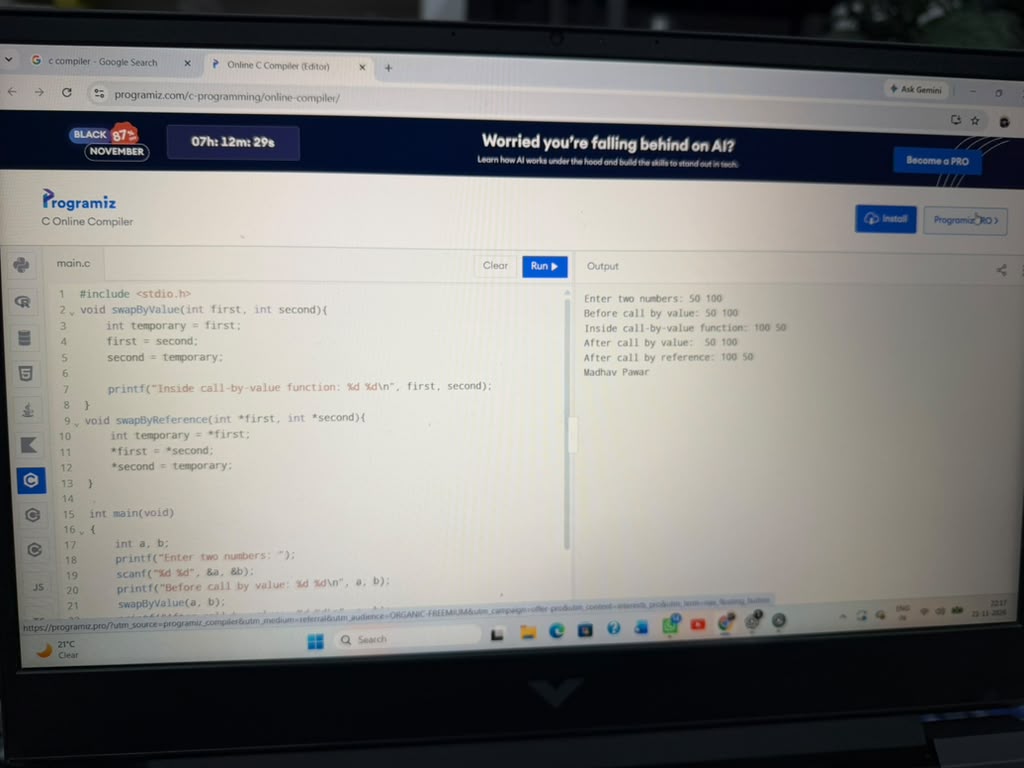 c compiler - Google Search
Online C Compiler (Editor)
programiz.com/c-programming/online-compiler/
Ask Gemini
BLACK 87%
NOVEMBER
07h: 12m: 29s
Worried you're falling behind on AI?
Learn how AI works under the hood and build the skills to stand out in tech.
Become a PRO
Programiz
C Online Compiler
Install
Programiz PRO >
main.c
Clear
Run
Output
1 #include <stdio.h>
2 void swapByValue(int first, int second){
3 int temporary = first;
4 first = second;
5 second = temporary;
6
7 printf("Inside call-by-value function: %d %d\n", first, second);
8 }
9 void swapByReference(int *first, int *second){
10 int temporary = *first;
11 *first = *second;
12 *second = temporary;
13 }
14
15 int main(void)
16 {
17 int a, b;
18 printf("Enter two numbers: ");
19 scanf("%d %d", &a, &b);
20 printf("Before call by value: %d %d\n", a, b);
21 swapByValue(a, b);
Enter two numbers: 50 100
Before call by value: 50 100
Inside call-by-value function: 100 50
After call by value: 50 100
After call by reference: 100 50
Madhav Pawar
JS
21°C
Clear
Search
ENG
22:17